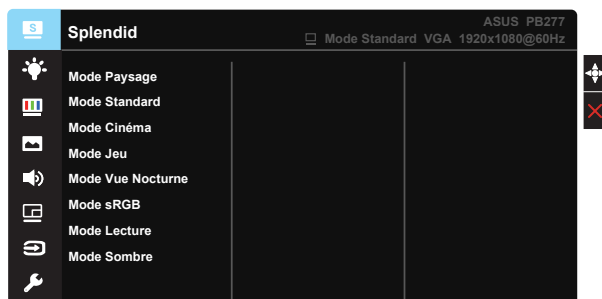 S
Splendid
ASUS PB277
Mode Standard VGA 1920x1080@60Hz
Mode Paysage
Mode Standard
Mode Cinéma
Mode Jeu
Mode Vue Nocturne
Mode sRGB
Mode Lecture
Mode Sombre